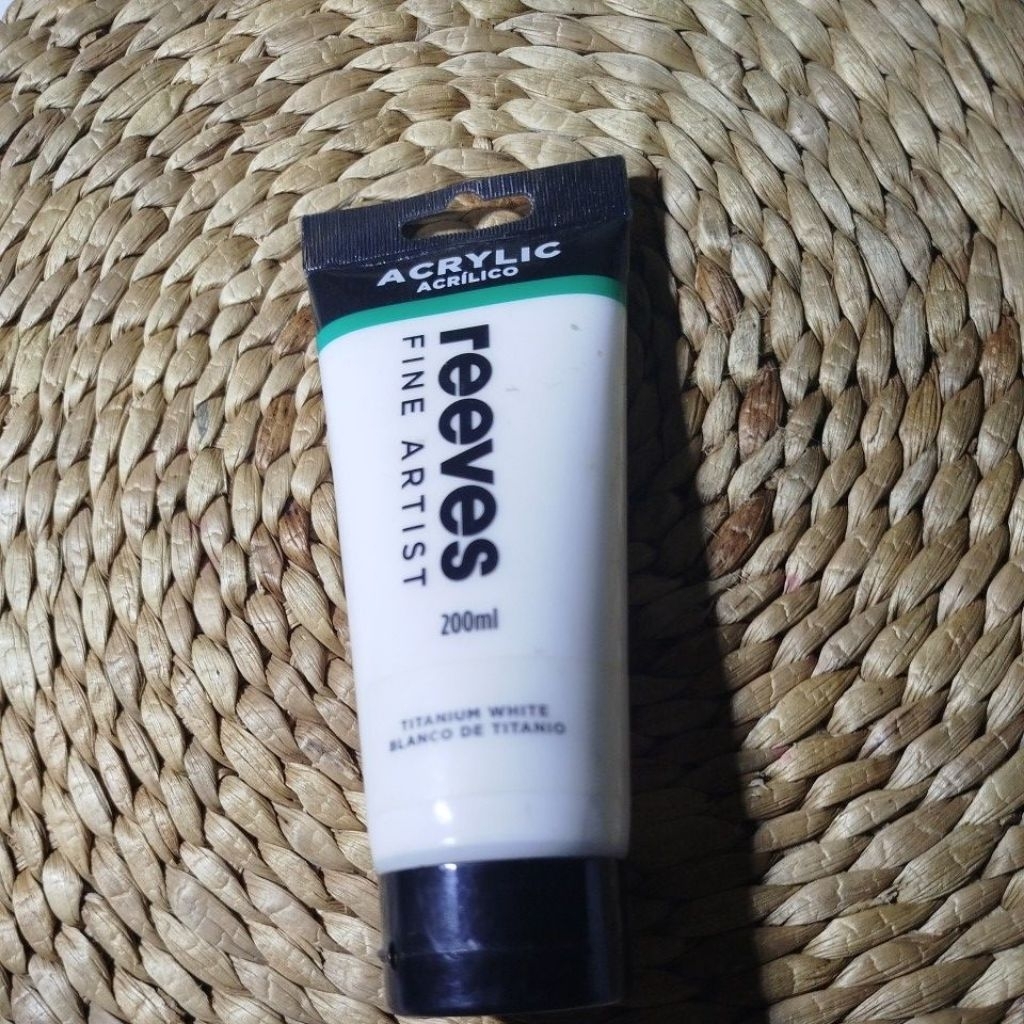 ACRYLIC
ACRÍLICO
reeves
FINE ARTIST
200ml
TITANIUM WHITE
BLANCO DE TITANIO